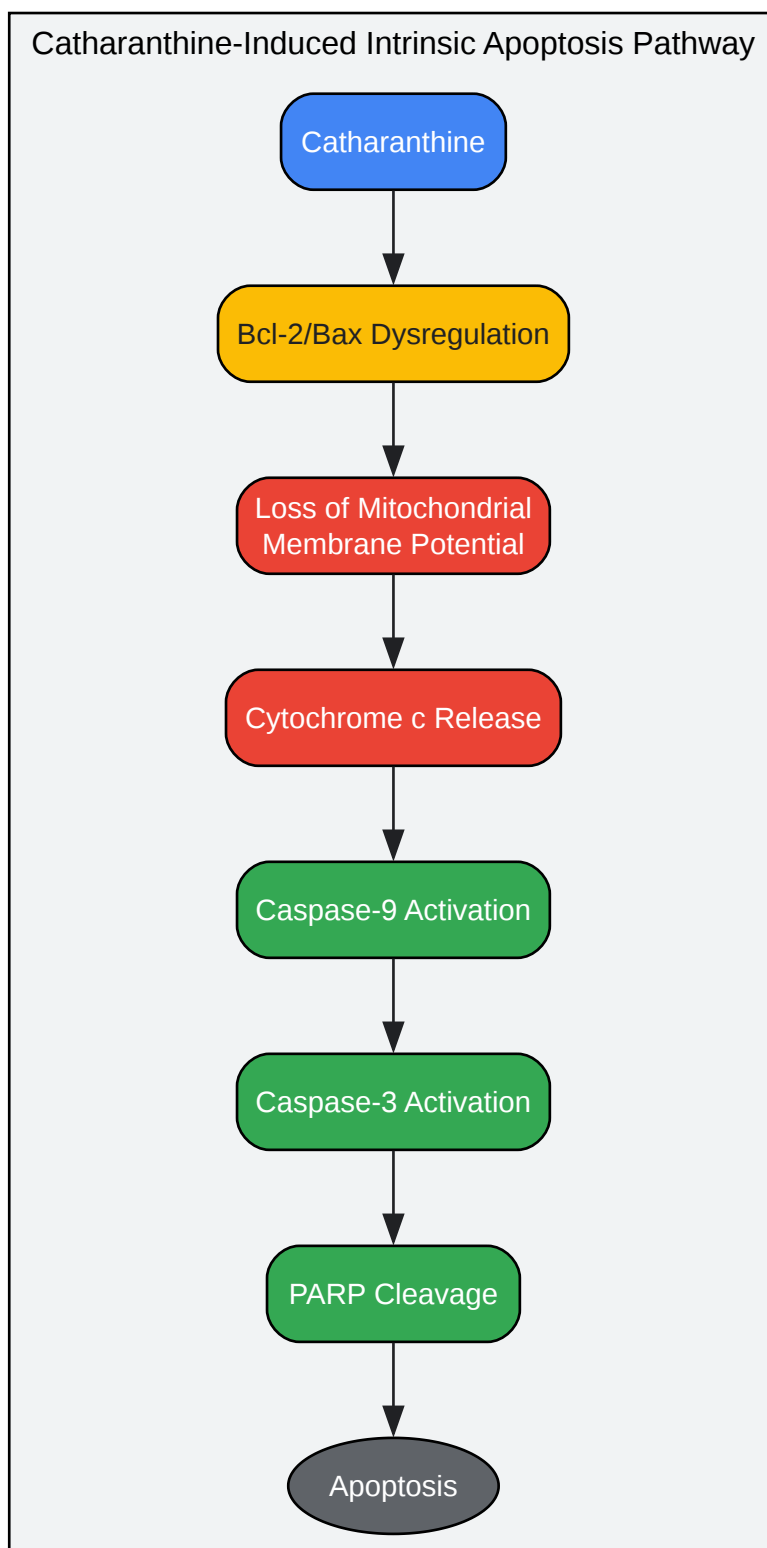 Catharanthine-Induced Intrinsic Apoptosis Pathway
Catharanthine
Bcl-2/Bax Dysregulation
Loss of Mitochondrial
Membrane Potential
Cytochrome c Release
Caspase-9 Activation
Caspase-3 Activation
PARP Cleavage
Apoptosis